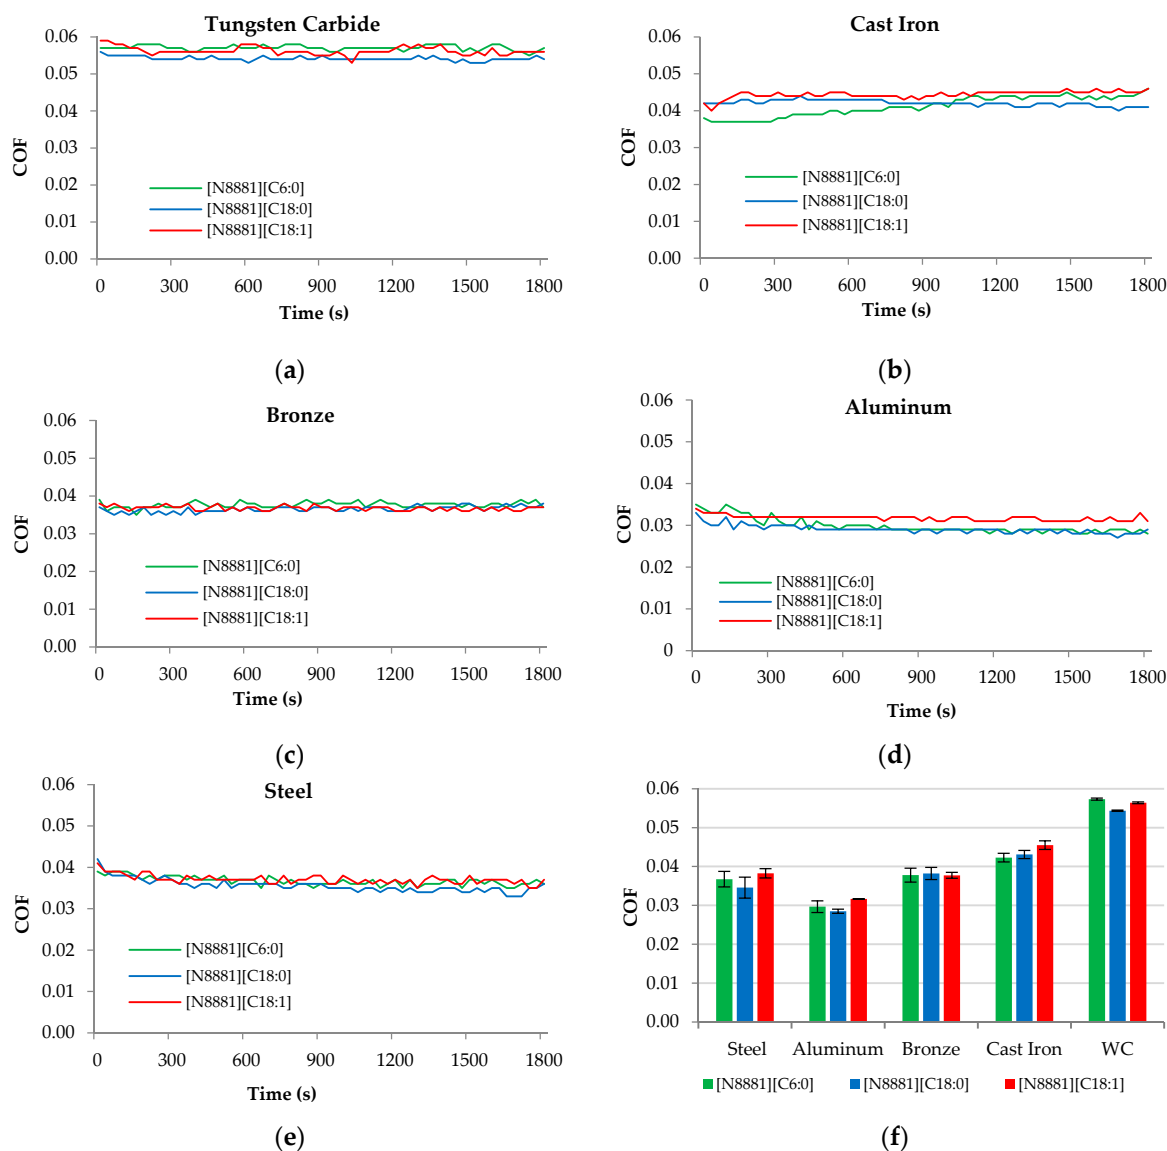 Tungsten Carbide
0.06
0.05
0.04
0.03
0.02
0.01
0.00
COF
[N8881][C6:0]
[N8881][C18:0]
[N8881][C18:1]
0 300 600 900 1200 1500 1800
Time (s)
(a)
Cast Iron
0.06
0.05
0.04
0.03
0.02
0.01
0.00
COF
[N8881][C6:0]
[N8881][C18:0]
[N8881][C18:1]
0 300 600 900 1200 1500 1800
Time (s)
(b)
Bronze
0.06
0.05
0.04
0.03
0.02
0.01
0.00
COF
[N8881][C6:0]
[N8881][C18:0]
[N8881][C18:1]
0 300 600 900 1200 1500 1800
Time (s)
(c)
Aluminum
0.06
0.05
0.04
0.03
0.02
0.01
0
COF
[N8881][C6:0]
[N8881][C18:0]
[N8881][C18:1]
0 300 600 900 1200 1500 1800
Time (s)
(d)
Steel
0.06
0.05
0.04
0.03
0.02
0.01
0.00
COF
[N8881][C6:0]
[N8881][C18:0]
[N8881][C18:1]
0 300 600 900 1200 1500 1800
Time (s)
(e)
0.06
0.05
0.04
0.03
0.02
0.01
0.00
COF
Steel Aluminum Bronze Cast Iron WC
[N8881][C6:0] [N8881][C18:0] [N8881][C18:1]
(f)